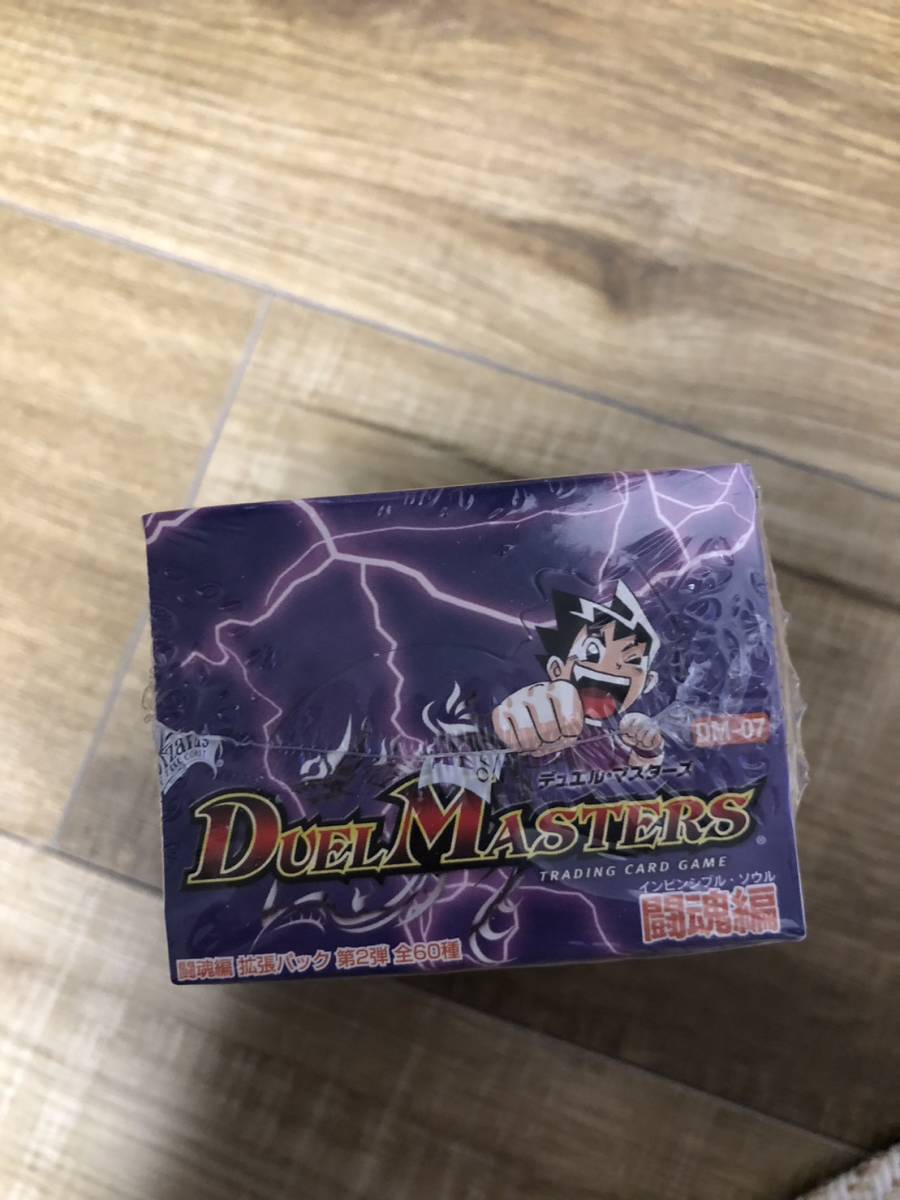 DM-07
デュエル・マスターズ
DUEL MASTERS
TRADING CARD GAME
インビンシブル・ソウル
闘魂編
闘魂編 拡張パック 第2弾 全60種